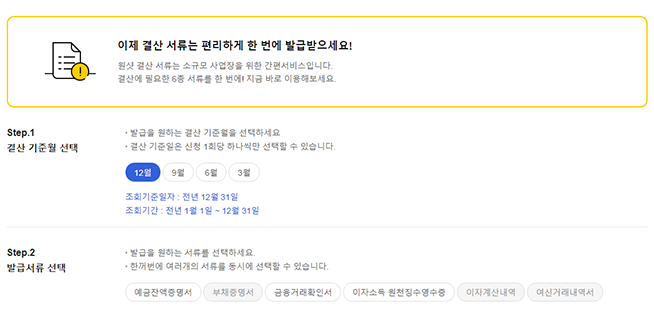 이제 결산 서류는 편리하게 한 번에 발급받으세요!
원샷 결산 서류는 소규모 사업장을 위한 간편서비스입니다.
결산에 필요한 6종 서류를 한 번에! 지금 바로 이용해보세요.
Step.1
결산 기준월 선택
• 발급을 원하는 결산 기준월을 선택하세요
• 결산 기준일은 신청 1회당 하나씩만 선택할 수 있습니다.
12월 9월 6월 3월
조회기준일자 : 전년 12월 31일
조회기간 : 전년 1월 1일 ~ 12월 31일
Step.2
발급서류 선택
• 발급을 원하는 서류를 선택하세요.
• 한꺼번에 여러개의 서류를 동시에 선택할 수 있습니다.
예금잔액증명서 부채증명서 금융거래확인서 이자소득 원천징수영수증 이자계산내역 여신거래내역서